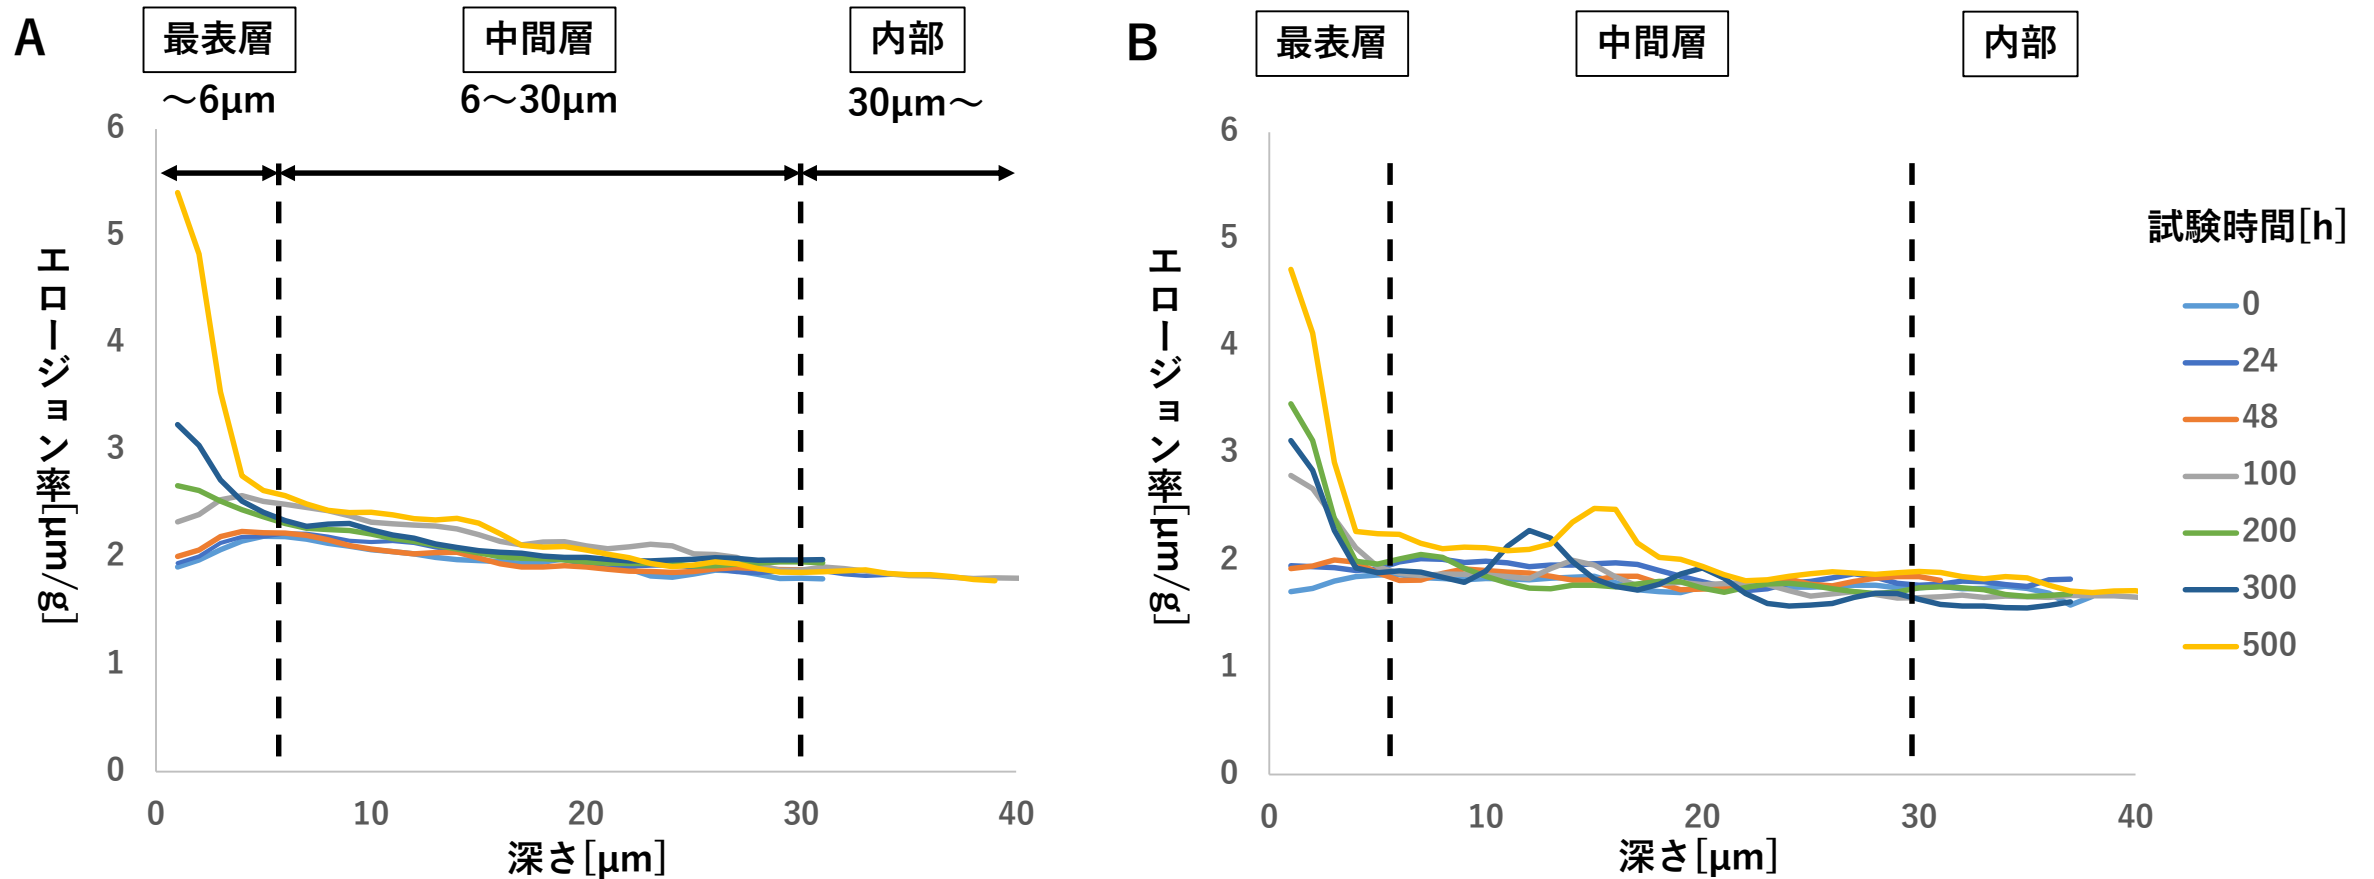 A
最表層
中間層
内部
～6μm
6～30μm
30μm～
エロージョン率[μm/g]
6
5
4
3
2
1
0
0
10
20
30
40
深さ[μm]
B
最表層
中間層
内部
エロージョン率[μm/g]
6
5
4
3
2
1
0
0
10
20
30
40
深さ[μm]
試験時間[h]
0
24
48
100
200
300
500